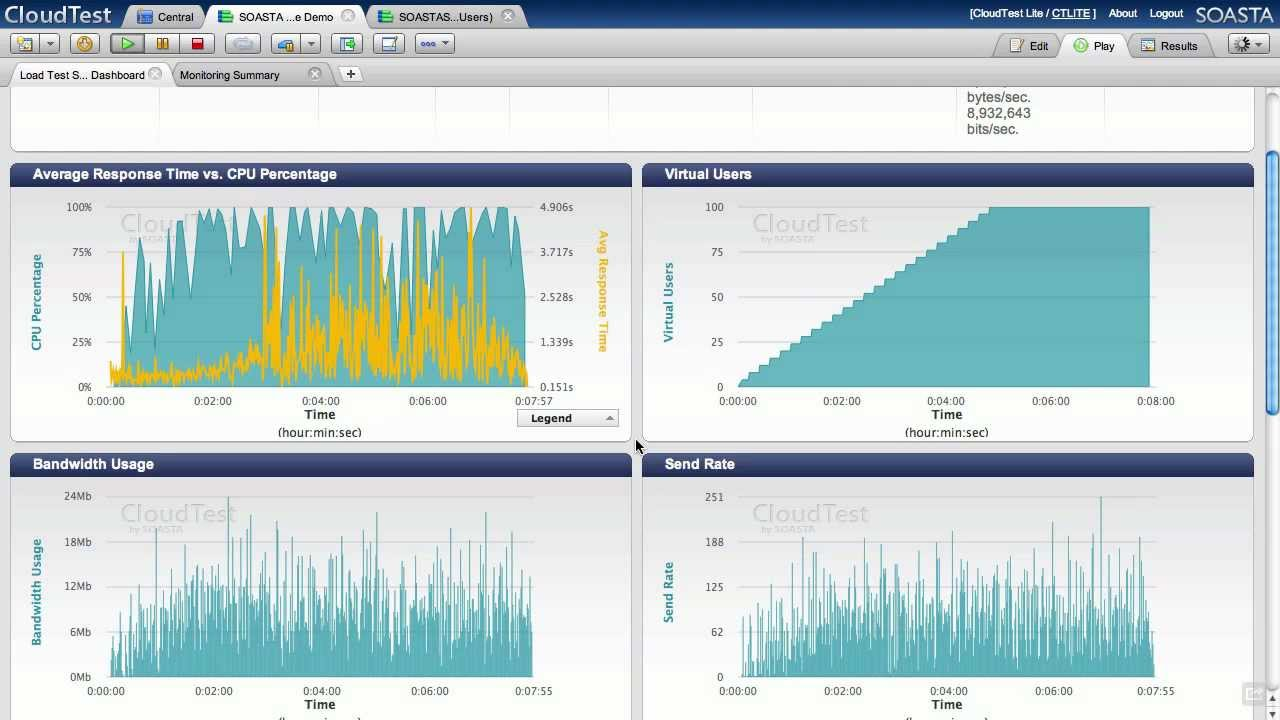 CloudTest
Central
SOASTA ...e Demo
SOASTAS...Users)
[CloudTest Lite / CTLITE ]
About
Logout
SOASTA
Edit
Play
Results
Load Test S... Dashboard
Monitoring Summary
bytes/sec.
8,932,643
bits/sec.
Average Response Time vs. CPU Percentage
CloudTest
by SOASTA
CPU Percentage
100%
75%
50%
25%
0%
4.906s
3.717s
2.528s
1.339s
0.151s
Avg Response Time
0:00:00
0:02:00
0:04:00
0:06:00
0:07:57
Time
(hour:min:sec)
Legend
Virtual Users
CloudTest
by SOASTA
Virtual Users
100
75
50
25
0
0:00:00
0:02:00
0:04:00
0:06:00
0:08:00
Time
(hour:min:sec)
Bandwidth Usage
CloudTest
by SOASTA
Bandwidth Usage
24Mb
18Mb
12Mb
6Mb
0Mb
0:00:00
0:02:00
0:04:00
0:06:00
0:07:55
Time
Send Rate
CloudTest
by SOASTA
Send Rate
251
188
125
62
0
0:00:00
0:02:00
0:04:00
0:06:00
0:07:55
Time